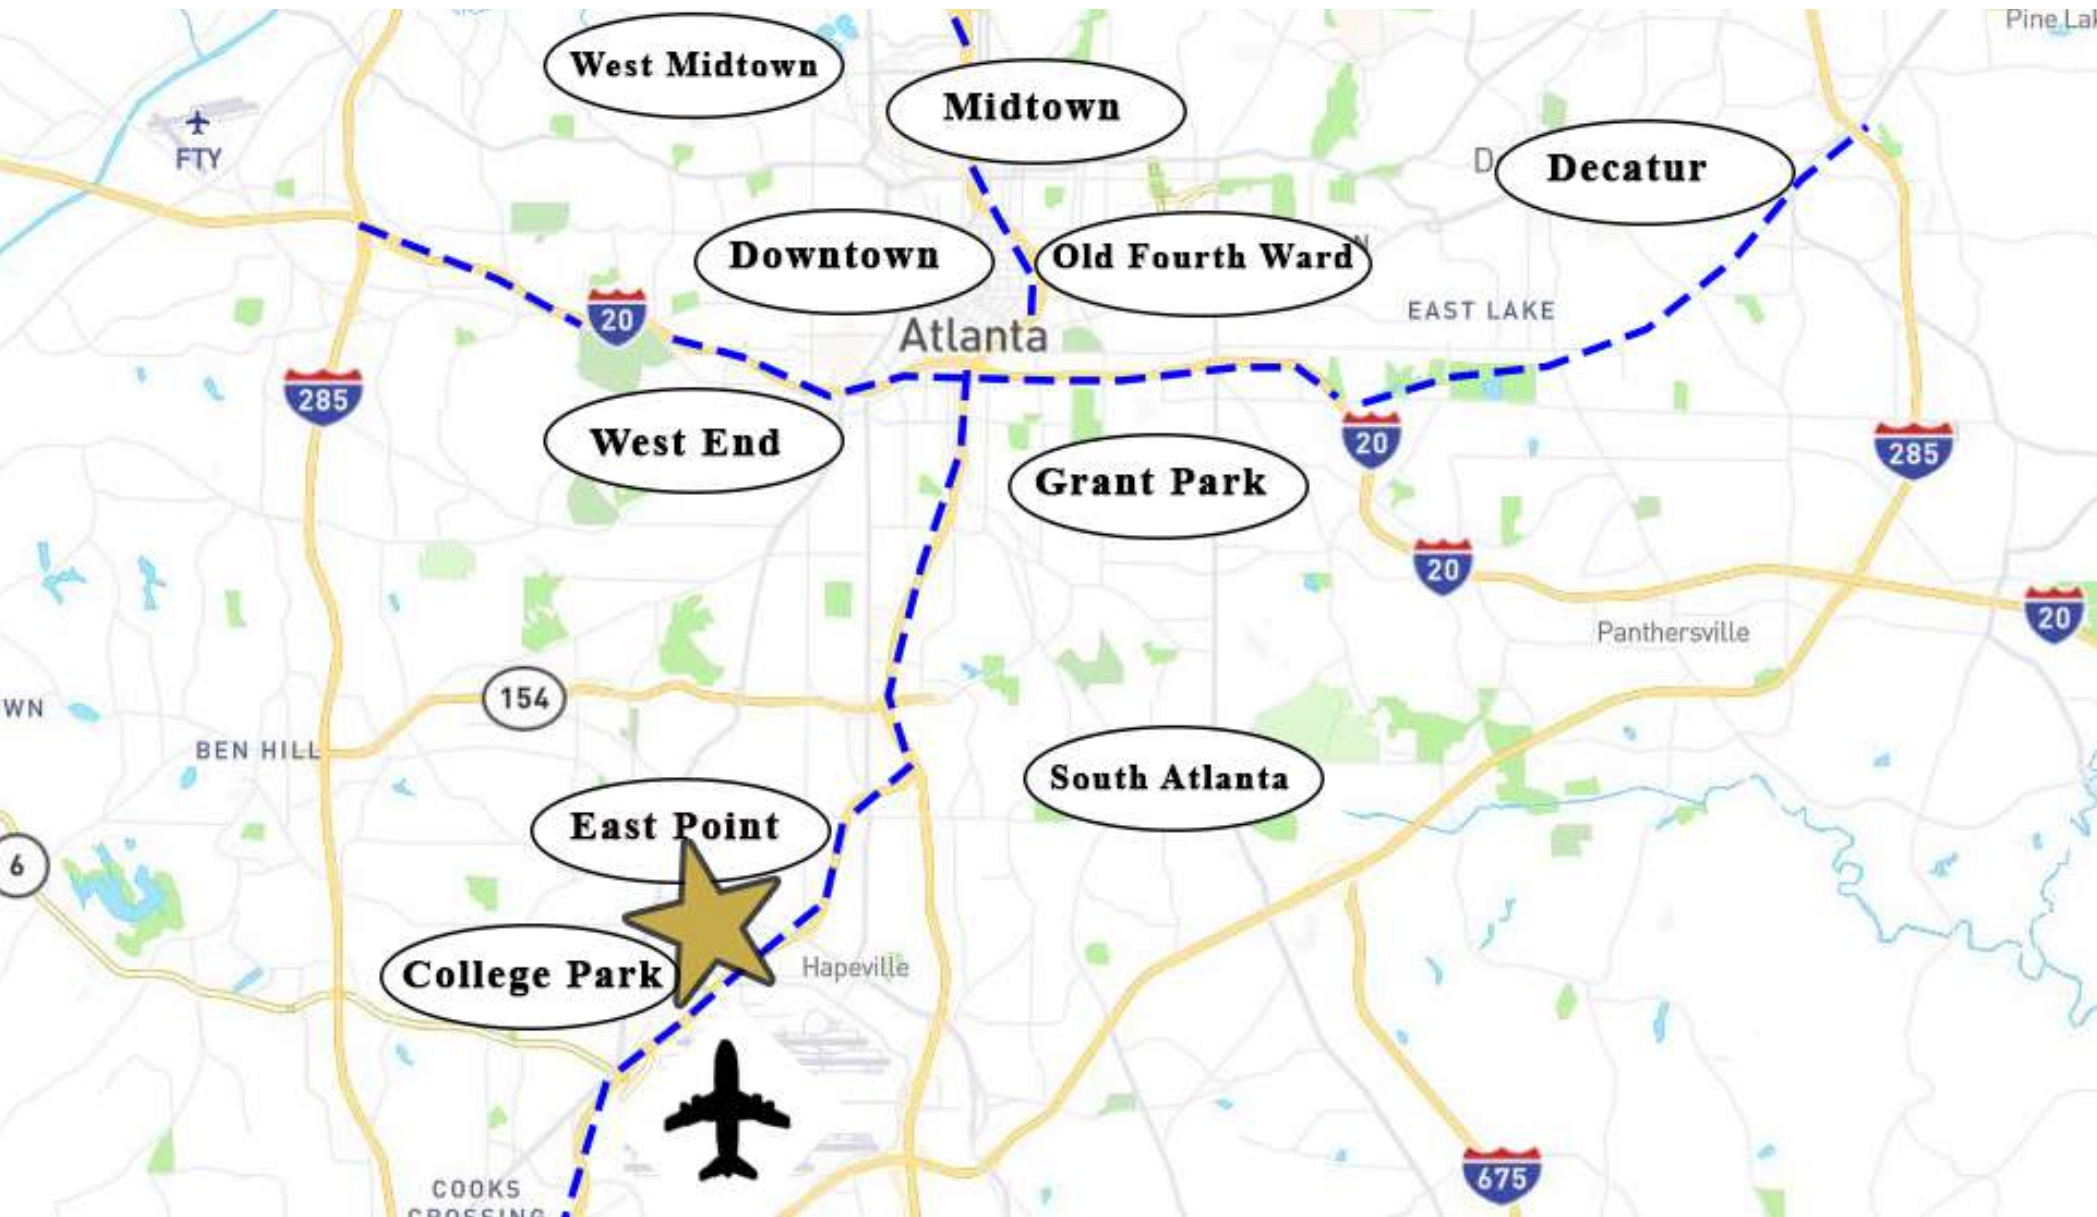 Pine La
West Midtown
Midtown
FTY
D
Decatur
Downtown
Old Fourth Ward
N
20
EAST LAKE
Atlanta
285
West End
20
285
Grant Park
20
20
Panthersville
154
WN
BEN HILL
South Atlanta
East Point
6
College Park
Hapeville
675
COOKS
CROSSING